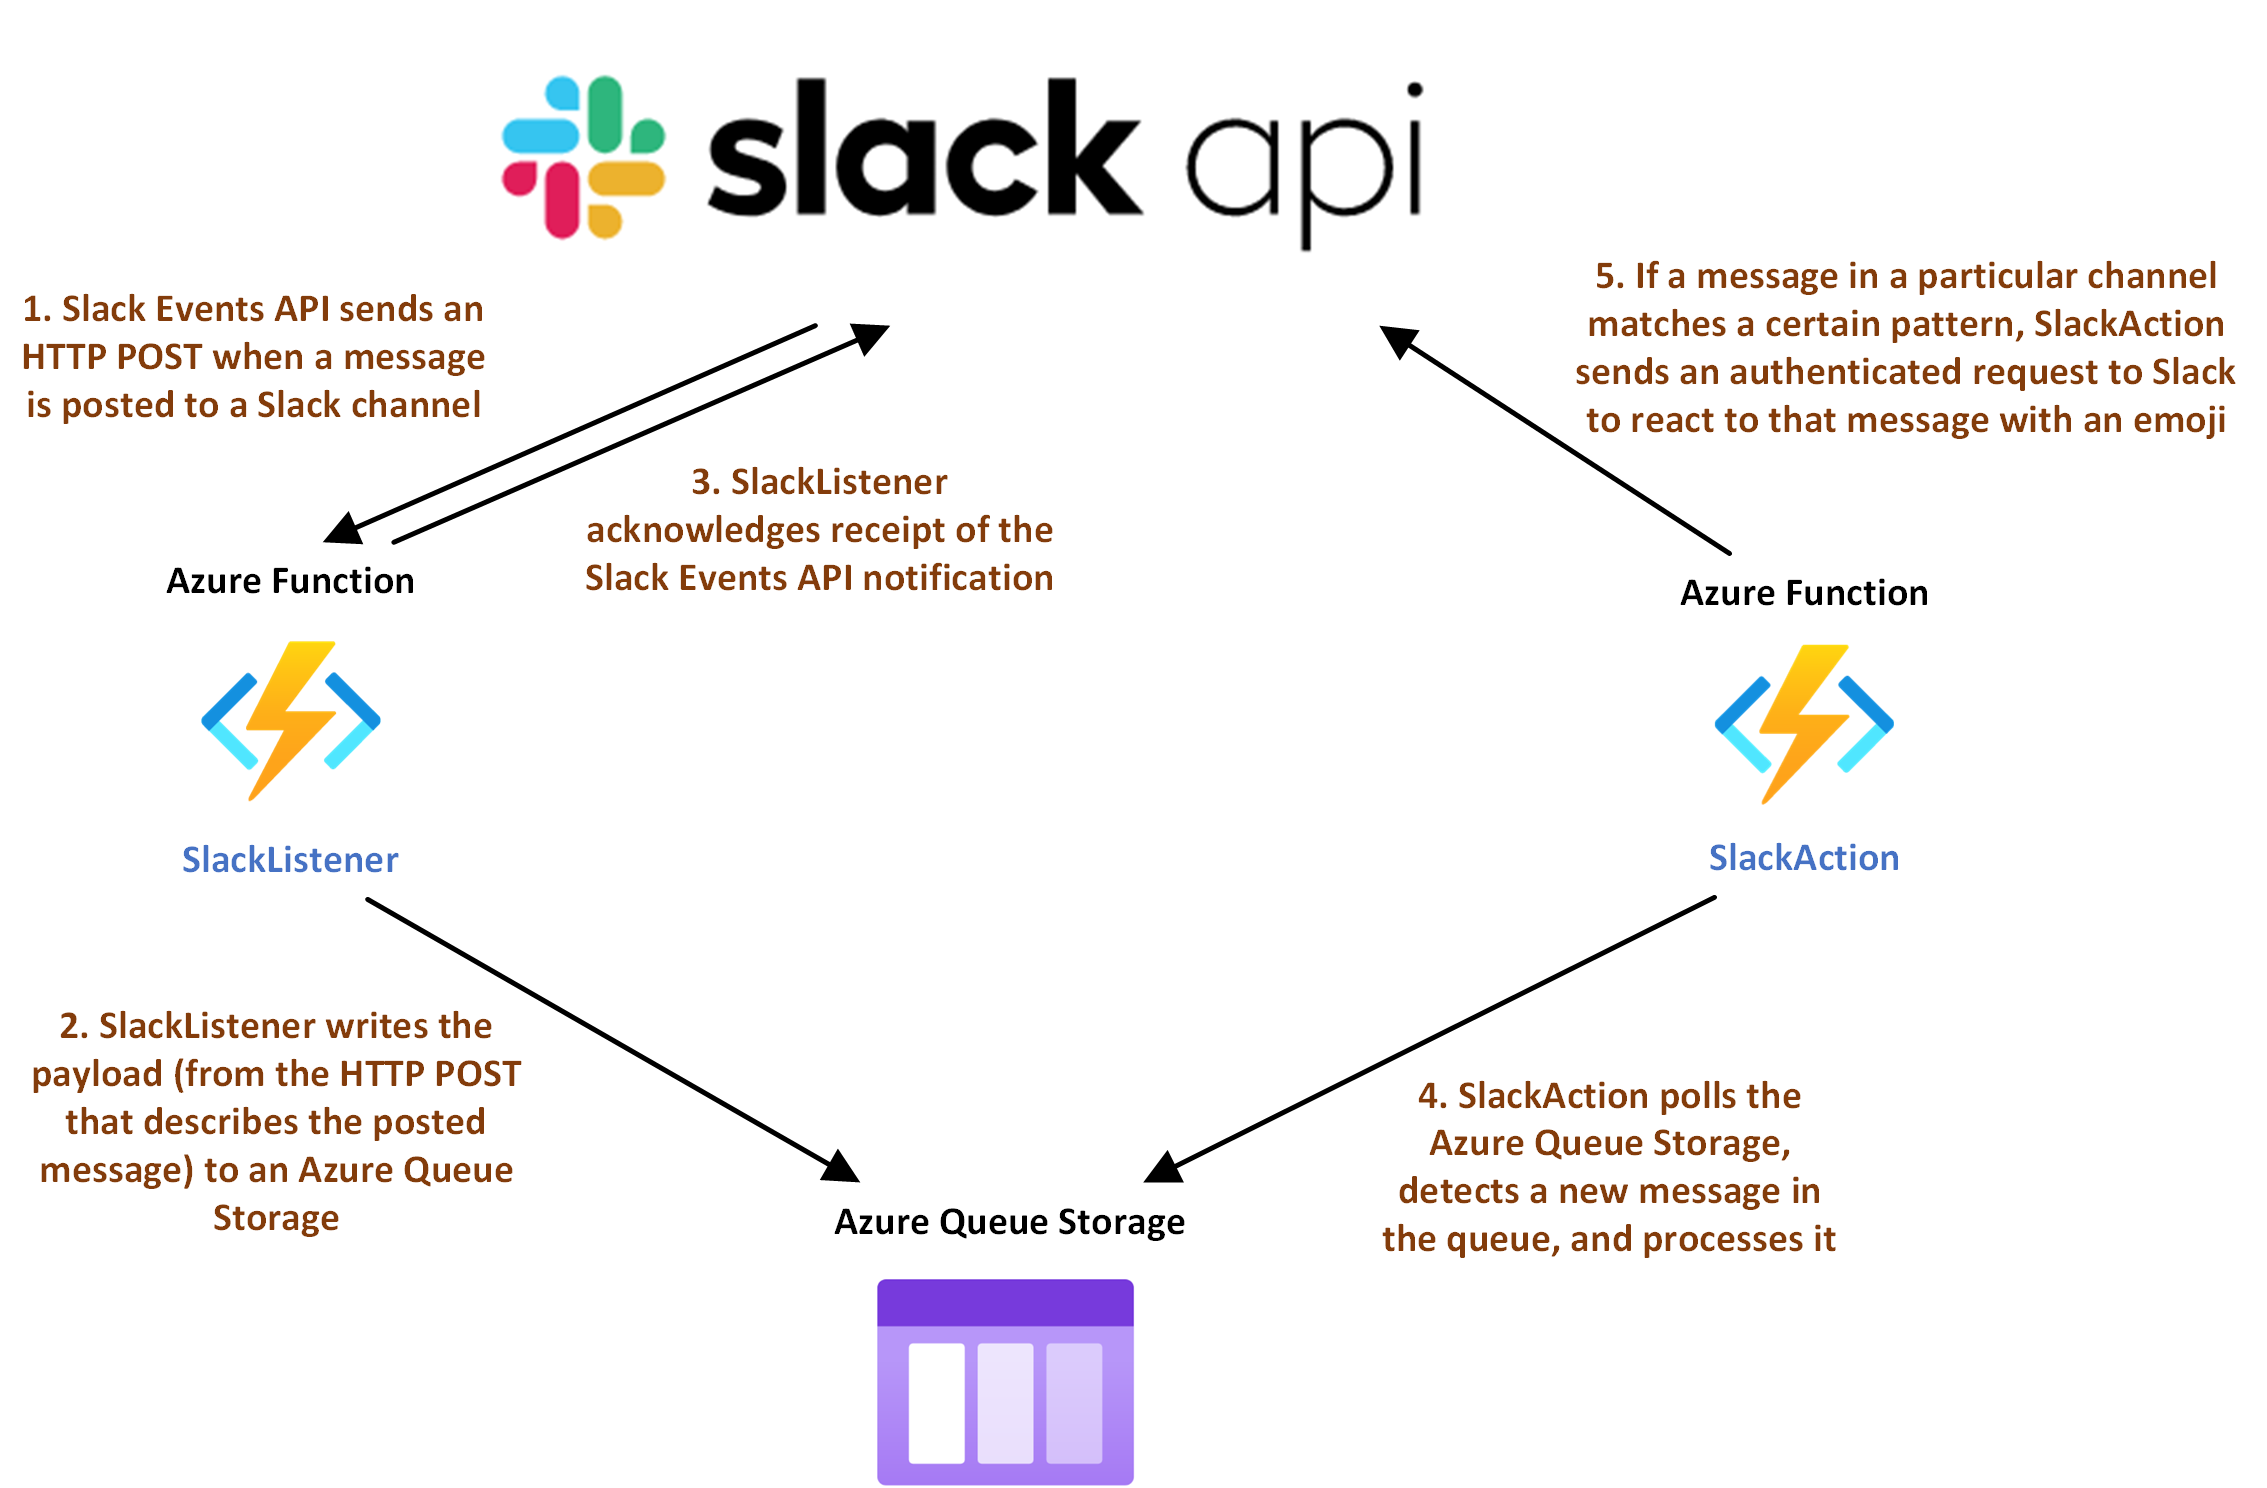 slack api
1. Slack Events API sends an
HTTP POST when a message
is posted to a Slack channel
5. If a message in a particular channel
matches a certain pattern, SlackAction
sends an authenticated request to Slack
to react to that message with an emoji
3. SlackListener
acknowledges receipt of the
Slack Events API notification
Azure Function
SlackListener
Azure Function
SlackAction
2. SlackListener writes the
payload (from the HTTP POST
that describes the posted
message) to an Azure Queue
Storage
4. SlackAction polls the
Azure Queue Storage,
detects a new message in
the queue, and processes it
Azure Queue Storage